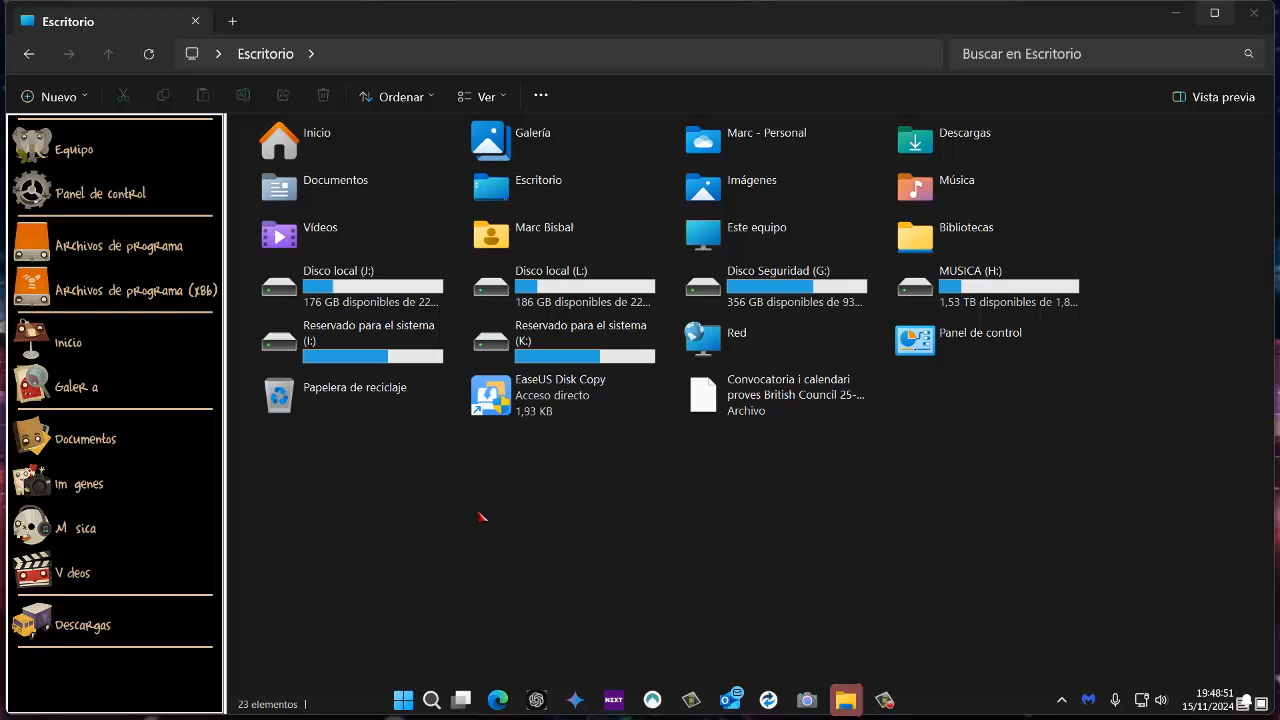 Escritorio
Escritorio
Buscar en Escritorio
Nuevo
Ordenar
Ver
Vista previa
Equipo
Panel de control
Archivos de programa
Archivos de programa (x86)
Inicio
Galer a
Documentos
Im genes
M sica
V deos
Descargas
Inicio
Galería
Marc - Personal
Descargas
Documentos
Escritorio
Imágenes
Música
Vídeos
Marc Bisbal
Este equipo
Bibliotecas
Disco local (J:)
176 GB disponibles de 22...
Disco local (L:)
186 GB disponibles de 22...
Disco Seguridad (G:)
356 GB disponibles de 93...
MUSICA (H:)
1,53 TB disponibles de 1,8...
Reservado para el sistema
(I:)
Reservado para el sistema
(K:)
Red
Panel de control
Papelera de reciclaje
EaseUS Disk Copy
Acceso directo
1,93 KB
Convocatoria i calendari
proves British Council 25-...
Archivo
23 elementos
NZXT
19:48:51
15/11/2024